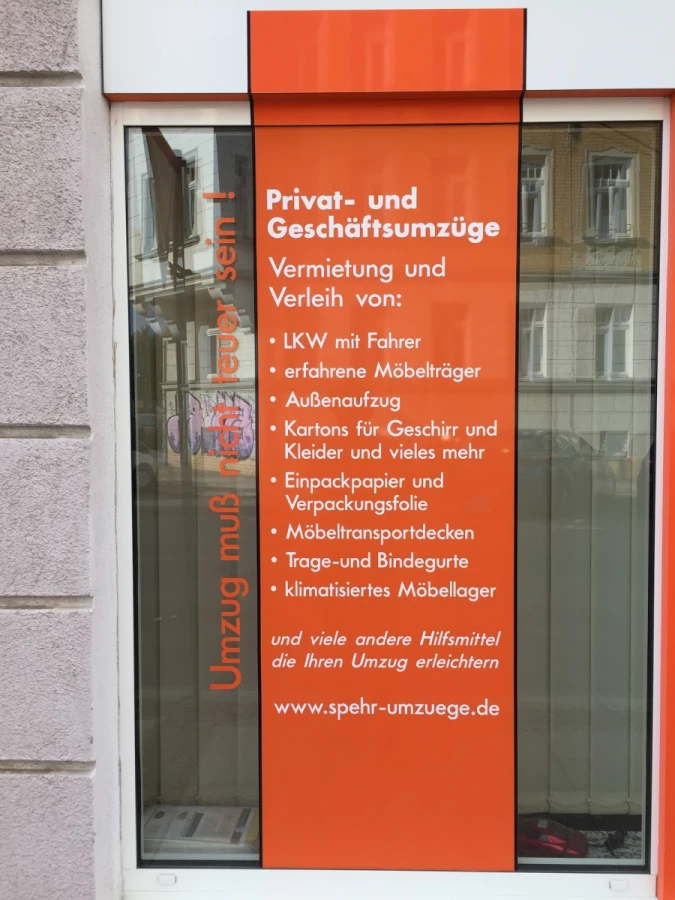 Umzug muß nicht teuer sein !
Privat- und
Geschäftsumzüge
Vermietung und
Verleih von:
• LKW mit Fahrer
• erfahrene Möbelträger
• Außenaufzug
• Kartons für Geschirr und
Kleider und vieles mehr
• Einpackpapier und
Verpackungsfolie
• Möbeltransportdecken
• Trage-und Bindegurte
• klimatisiertes Möbellager
und viele andere Hilfsmittel
die Ihren Umzug erleichtern
www.spehr-umzuege.de